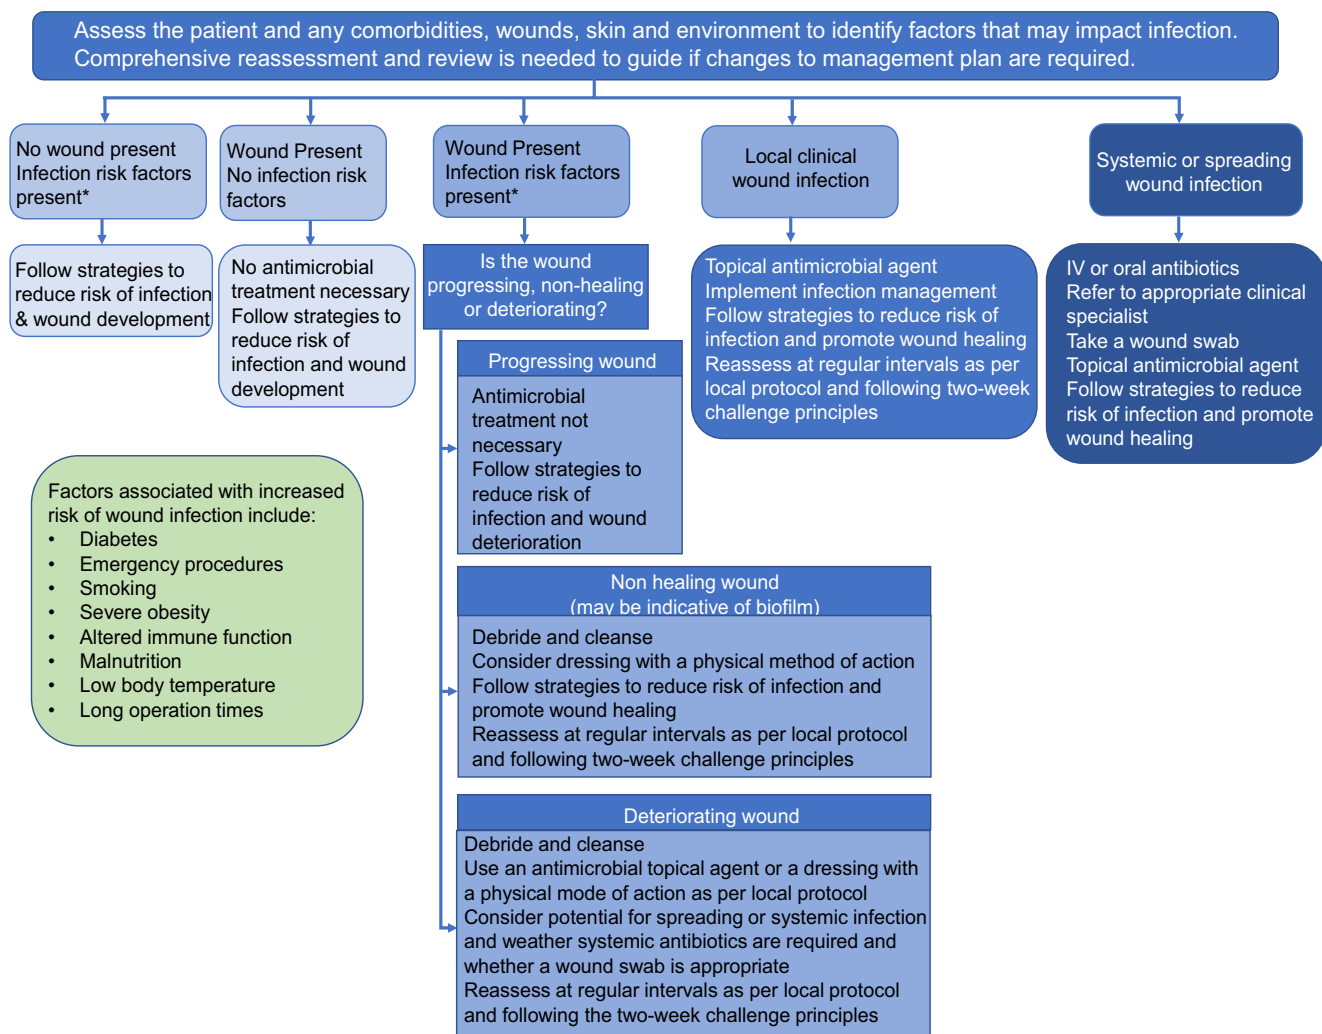 Assess the patient and any comorbidities, wounds, skin and environment to identify factors that may impact infection.
Comprehensive reassessment and review is needed to guide if changes to management plan are required.
No wound present
Infection risk factors
present*
Follow strategies to
reduce risk of infection
& wound development
Wound Present
No infection risk
factors
No antimicrobial
treatment necessary
Follow strategies to
reduce risk of
infection and wound
development
Wound Present
Infection risk factors
present*
Is the wound
progressing, non-healing
or deteriorating?
Progressing wound
Antimicrobial
treatment not
necessary
Follow strategies to
reduce risk of
infection and wound
deterioration
Non healing wound
(may be indicative of biofilm)
Debride and cleanse
Consider dressing with a physical method of action
Follow strategies to reduce risk of infection and
promote wound healing
Reassess at regular intervals as per local protocol
and following two-week challenge principles
Deteriorating wound
Debride and cleanse
Use an antimicrobial topical agent or a dressing with
a physical mode of action as per local protocol
Consider potential for spreading or systemic infection
and weather systemic antibiotics are required and
whether a wound swab is appropriate
Reassess at regular intervals as per local protocol
and following the two-week challenge principles
Local clinical
wound infection
Topical antimicrobial agent
Implement infection management
Follow strategies to reduce risk of
infection and promote wound healing
Reassess at regular intervals as per
local protocol and following two-week
challenge principles
Systemic or spreading
wound infection
IV or oral antibiotics
Refer to appropriate clinical
specialist
Take a wound swab
Topical antimicrobial agent
Follow strategies to reduce
risk of infection and promote
wound healing
Factors associated with increased
risk of wound infection include:
• Diabetes
• Emergency procedures
• Smoking
• Severe obesity
• Altered immune function
• Malnutrition
• Low body temperature
• Long operation times